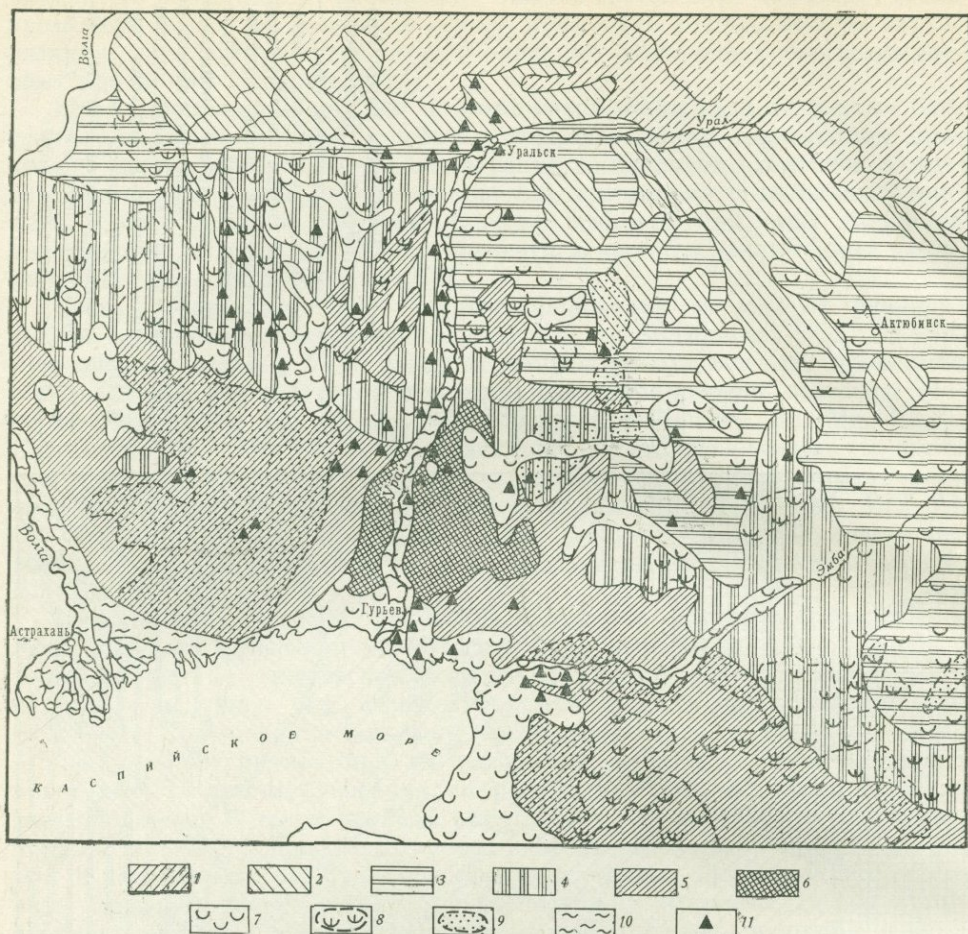 Волга
Урал
Уральск
Актюбинск
Урал
Волга
Эмба
Гурьев
Астрахань
КАСПИЙСКОЕ МОРЕ
1 2 3 4 5 6
7 8 9 10 11